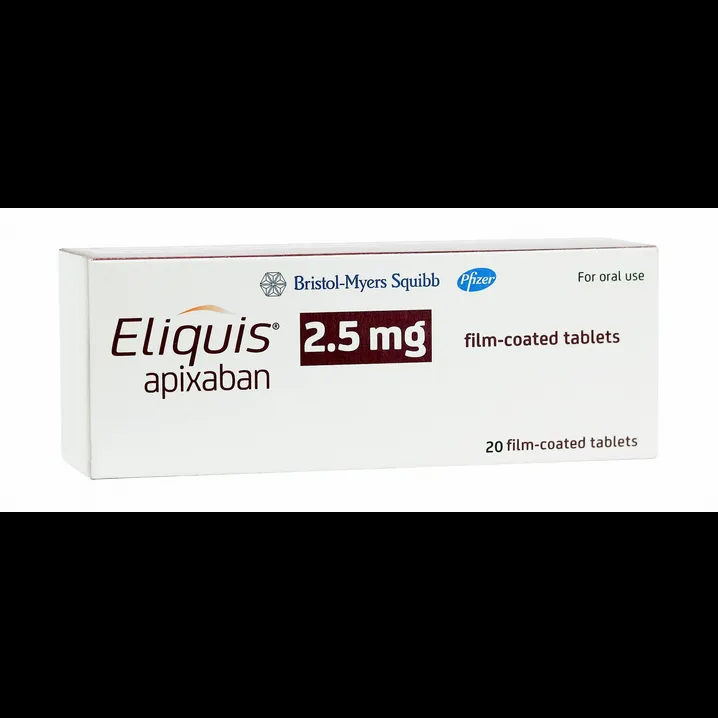 Bristol-Myers Squibb Pfizer For oral use
Eliquis® 2.5 mg film-coated tablets
apixaban
20 film-coated tablets